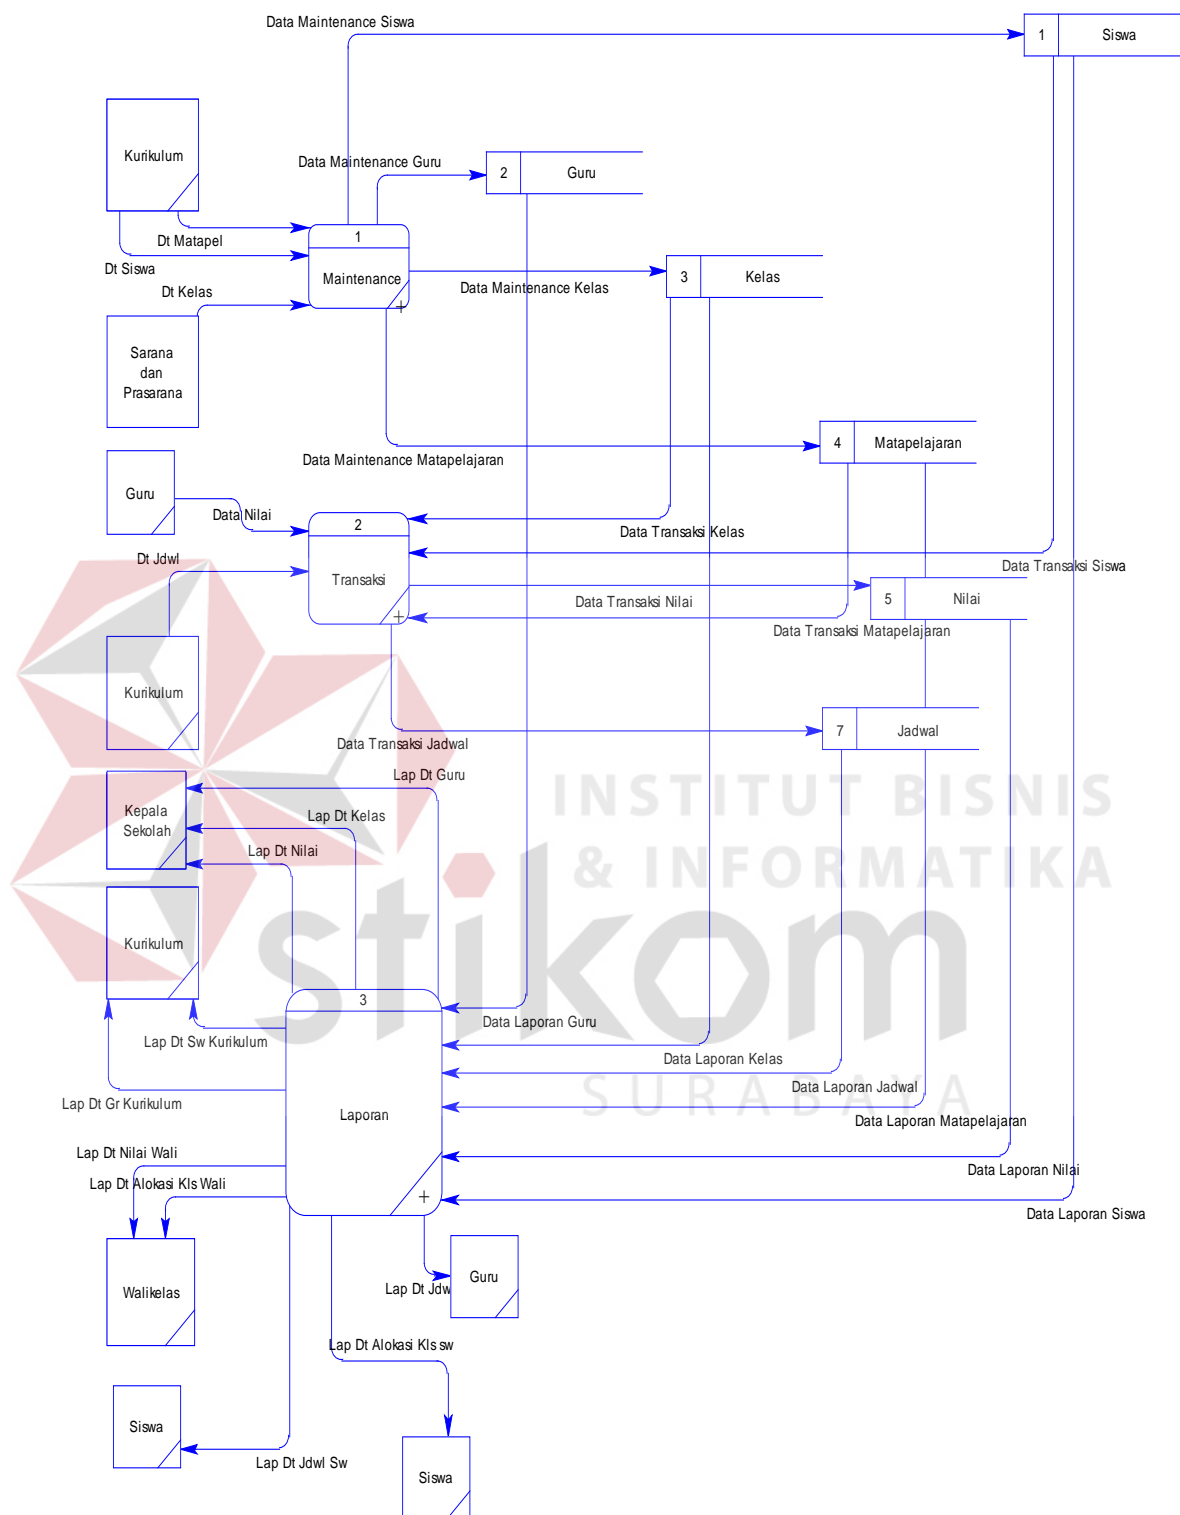 Data Maintenance Siswa
1
Siswa
Kurikulum
Data Maintenance Guru
2
Guru
Dt Matapel
1
Dt Siswa
Maintenance
+
Data Maintenance Kelas
3
Kelas
Dt Kelas
Sarana
dan
Prasarana
4
Matapelajaran
Data Maintenance Matapelajaran
Guru
Data Nilai
2
Data Transaksi Kelas
Dt Jdwl
Transaksi
+
Data Transaksi Siswa
Data Transaksi Nilai
5
Nilai
Data Transaksi Matapelajaran
Kurikulum
7
Jadwal
Data Transaksi Jadwal
Lap Dt Guru
Kepala
Sekolah
Lap Dt Kelas
Lap Dt Nilai
INSTITUT BISNIS
& INFORMATIKA
stikom
SURABAYA
Kurikulum
3
Data Laporan Guru
Lap Dt Sw Kurikulum
Data Laporan Kelas
Data Laporan Jadwal
Lap Dt Gr Kurikulum
Laporan
+
Data Laporan Matapelajaran
Lap Dt Nilai Wali
Data Laporan Nilai
Lap Dt Alokasi Kls Wali
Data Laporan Siswa
Walikelas
Guru
Lap Dt Jdw
Lap Dt Alokasi Kls sw
Siswa
Lap Dt Jdwl Sw
Siswa